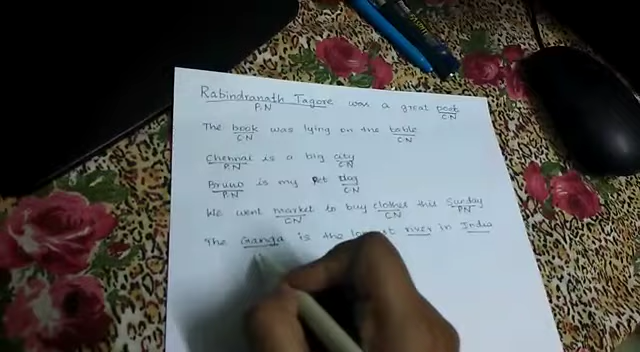 Rabindranath Tagore was a great poet
P.N C.N
The book was lying on the table
C.N C.N
Chennai is a big city
P.N C.N
Bruno is my Pet dog
P.N C.N
We went market to buy clothes this Sunday
C.N C.N P.N
The Ganga is the longest river in India